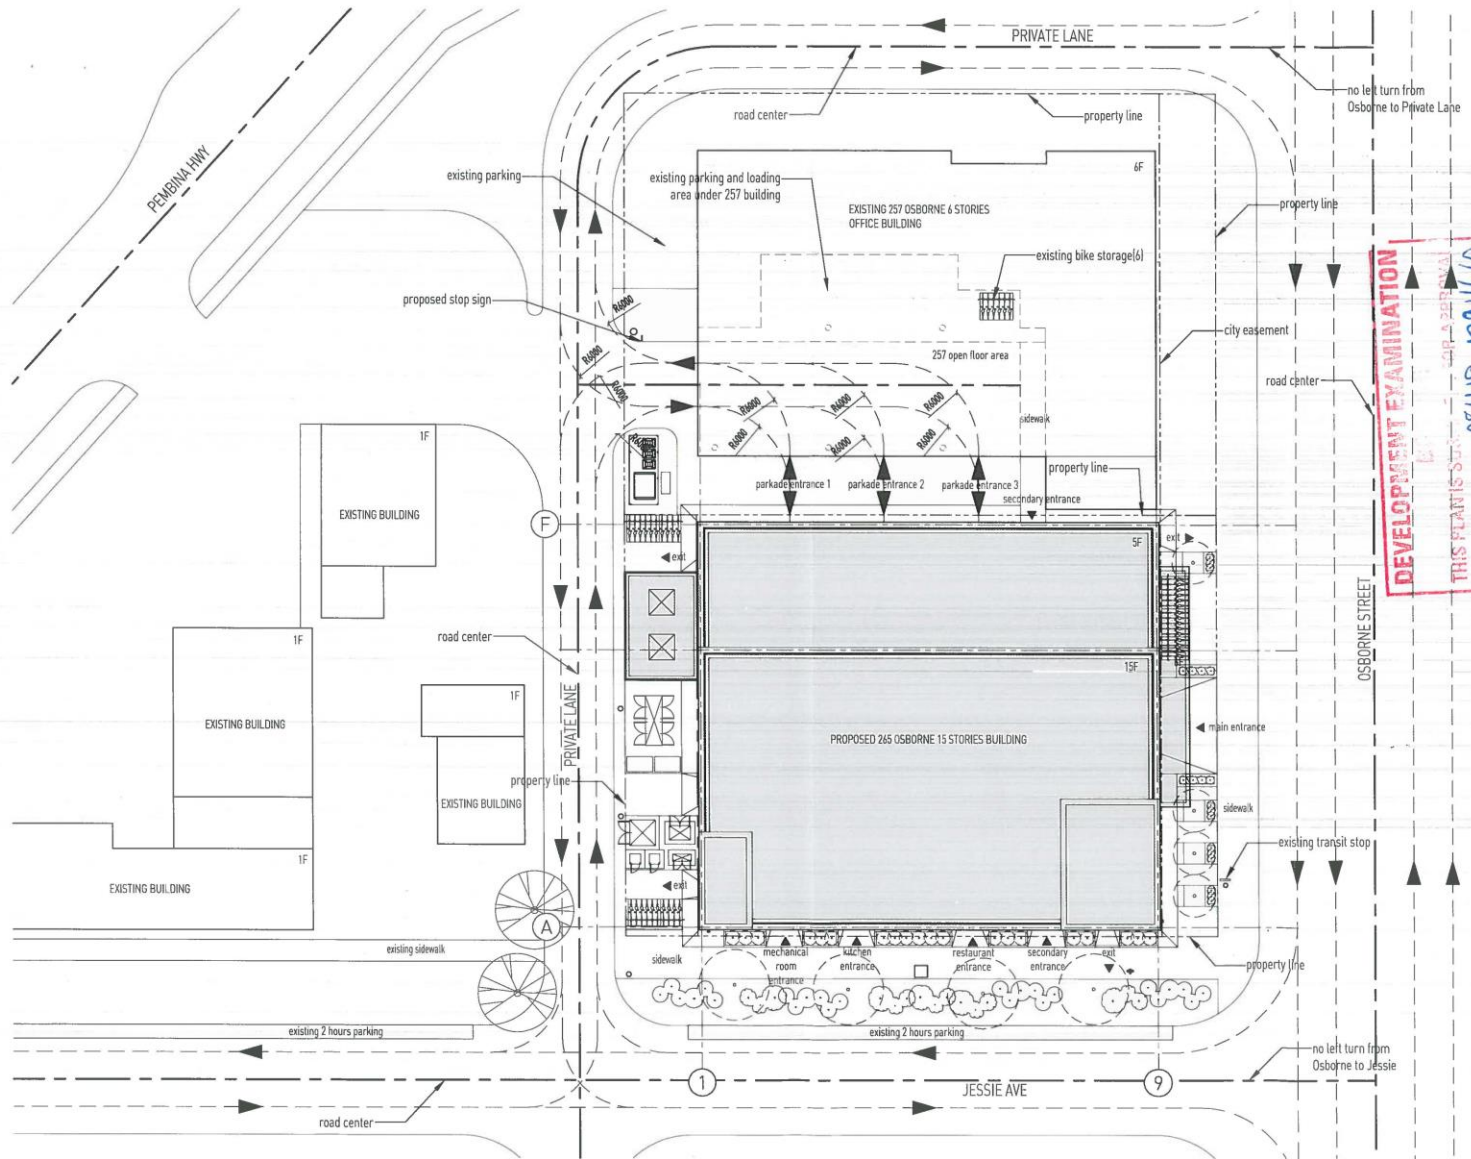 PRIVATE LANE
no left turn from
Osborne to Private Lane
road center
property line
PEMBINA HWY
6F
existing parking
existing parking and loading
area under 257 building
EXISTING 257 OSBORNE 6 STORIES
OFFICE BUILDING
property line
existing bike storage(6)
DEVELOPMENT EXAMINATION
proposed stop sign
R6000
city easement
257 open floor area
road center
R6000
R6000
R6000
R6000
R6000
sidewalk
R6000
R6000
R6000
R6000
1F
property line
parkade entrance 1
parkade entrance 2
parkade entrance 3
secondary entrance
EXISTING BUILDING
F
exit
5F
exit
OSBORNE STREET
1F
road center
15F
1F
PRIVATE LANE
EXISTING BUILDING
PROPOSED 265 OSBORNE 15 STORIES BUILDING
main entrance
property line
EXISTING BUILDING
sidewalk
existing transit stop
1F
EXISTING BUILDING
exit
A
existing sidewalk
sidewalk
mechanical
room
entrance
kitchen
entrance
restaurant
entrance
secondary
entrance
exit
property line
existing 2 hours parking
existing 2 hours parking
no left turn from
Osborne to Jessie
1
9
JESSIE AVE
road center